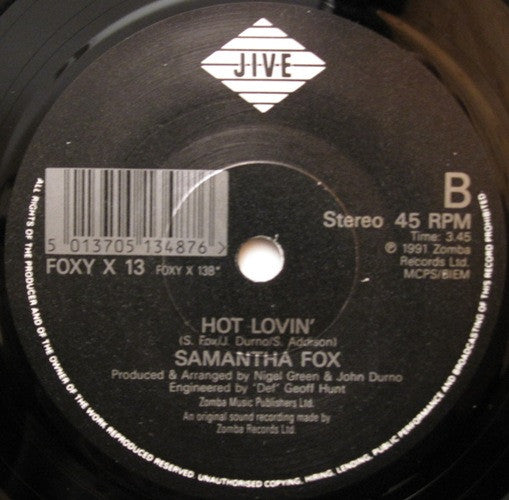 J·I·V·E
B
Stereo 45 RPM
Time: 3.45
℗ 1991 Zomba
Records Ltd.
MCPS/BIEM
5 013705 134876 >
FOXY X 13 FOXY X 13B*
HOT LOVIN'
(S. Fox/J. Durno/S. Addison)
SAMANTHA FOX
Produced & Arranged by Nigel Green & John Durno
Engineered by "Def" Geoff Hunt
Zomba Music Publishers Ltd.
An original sound recording made by
Zomba Records Ltd.
ALL RIGHTS OF THE PRODUCER AND OF THE OWNER OF THE WORK REPRODUCED RESERVED. UNAUTHORISED COPYING, HIRING, LENDING, PUBLIC PERFORMANCE AND BROADCASTING OF THIS RECORD PROHIBITED